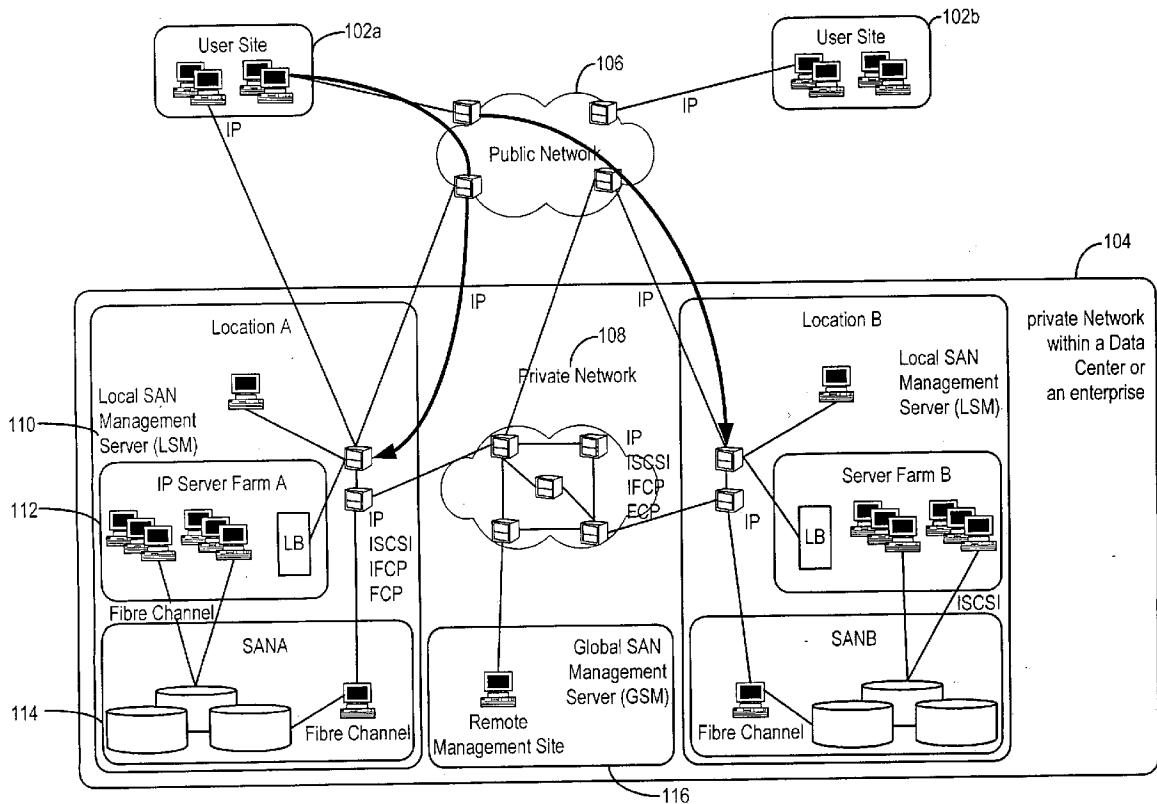 102a
User Site
IP
106
Public Network
102b
User Site
IP
104
IP
IP
Location A
Location B
private Network
within a Data
Center or
an enterprise
108
Private Network
Local SAN
Management
Server (LSM)
110
Local SAN
Management
Server (LSM)
IP
ISCSI
IFCP
FCP
IP Server Farm A
112
LB
IP
ISCSI
IFCP
FCP
Server Farm B
IP
LB
Fibre Channel
ISCSI
SANA
114
Fibre Channel
Global SAN
Management
Server (GSM)
Remote
Management Site
SANB
Fibre Channel
116